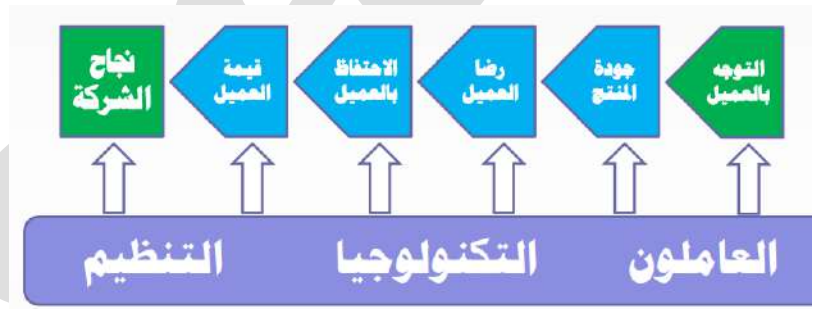 التوجه
بالعميل
جودة
المنتج
رضا
العميل
الاحتفاظ
بالعميل
قيمة
العميل
نجاح
الشركة
العاملون
التكنولوجيا
التنظيم